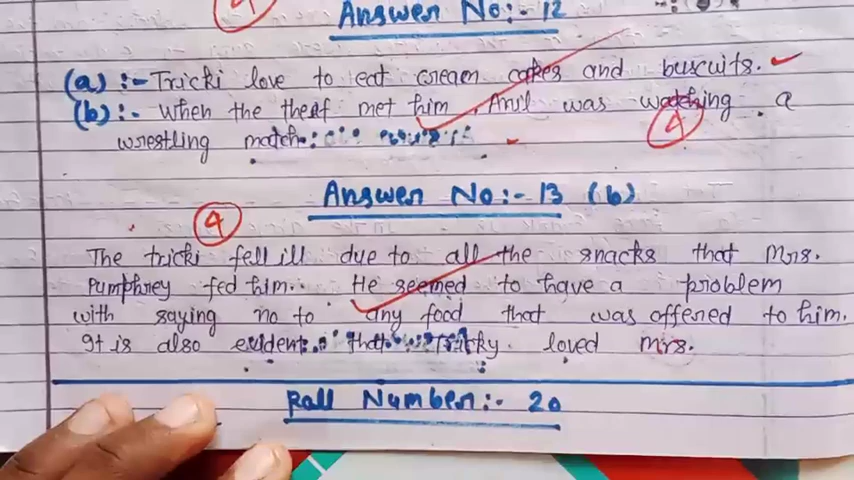 4
Answer No:- 12
(a) :- Tricki love to eat cream cakes and buscuits.
(b) :- When the theif met him, Anil was watching a
wrestling match.
4
Answer No:- 13 (b)
4
The tricki fell ill due to all the snacks that Mrs.
Pumphrey fed him. He seemed to have a problem
with saying no to any food that was offered to him.
It is also evident that Tricky loved Mrs.
Roll Number:- 20